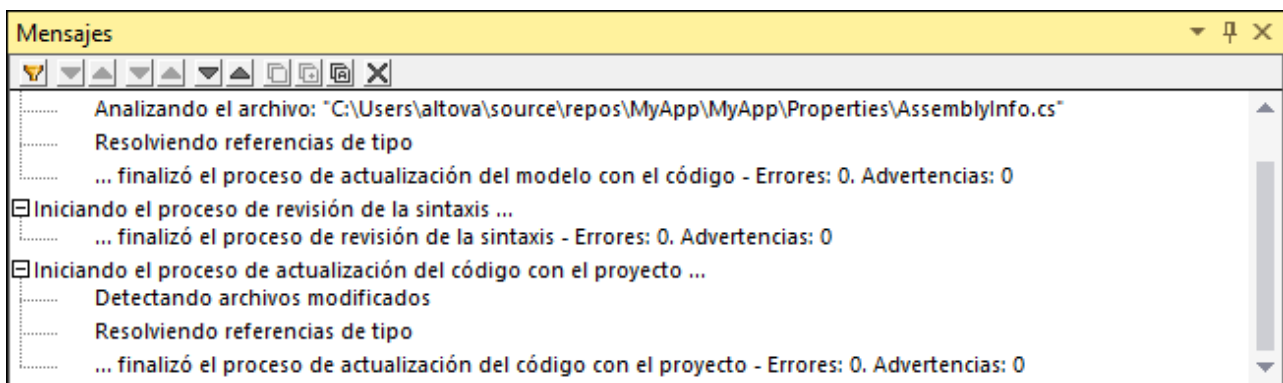 Mensajes
Analizando el archivo: "C:\Users\altova\source\repos\MyApp\MyApp\Properties\AssemblyInfo.cs"
Resolviendo referencias de tipo
... finalizó el proceso de actualización del modelo con el código - Errores: 0. Advertencias: 0
Iniciando el proceso de revisión de la sintaxis ...
... finalizó el proceso de revisión de la sintaxis - Errores: 0. Advertencias: 0
Iniciando el proceso de actualización del código con el proyecto ...
Detectando archivos modificados
Resolviendo referencias de tipo
... finalizó el proceso de actualización del código con el proyecto - Errores: 0. Advertencias: 0